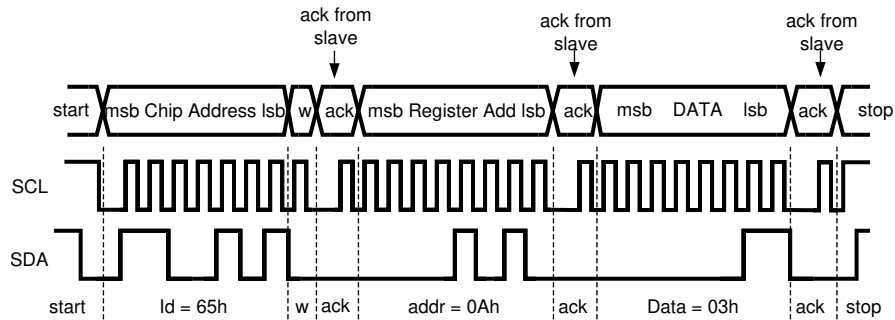 ack from slave
ack from slave
ack from slave
start msb Chip Address lsb w ack msb Register Add lsb ack msb DATA lsb ack stop
SCL
SDA
start Id = 65h w ack addr = 0Ah ack Data = 03h ack stop